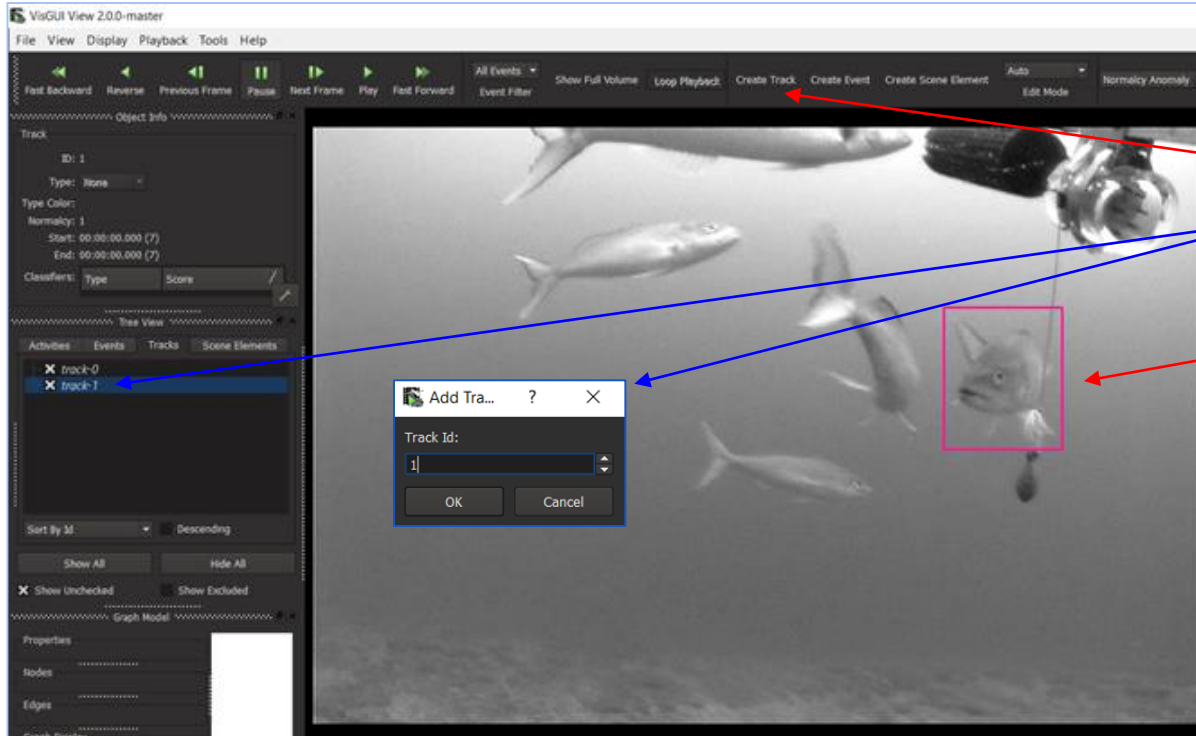 VisGUI View 2.0.0-master
File View Display Playback Tools Help
Fast Backward Reverse Previous Frame Pause Next Frame Play Fast Forward All Events Event Filter Show Full Volume Loop Playback Create Track Create Event Create Scene Element Auto Edit Mode Normalcy Anomaly
Object Info
Track
ID: 1
Type: None
Type Color:
Normalcy: 1
Start: 00:00:00.000 (7)
End: 00:00:00.000 (7)
Classifiers: Type Score
Tree View
Activities Events Tracks Scene Elements
track-0
track-1
Add Tra... ?
Track Id:
1
OK Cancel
Sort By Id Descending
Show All Hide All
Show Unchecked Show Excluded
Graph Model
Properties
Nodes
Edges
Graph Display